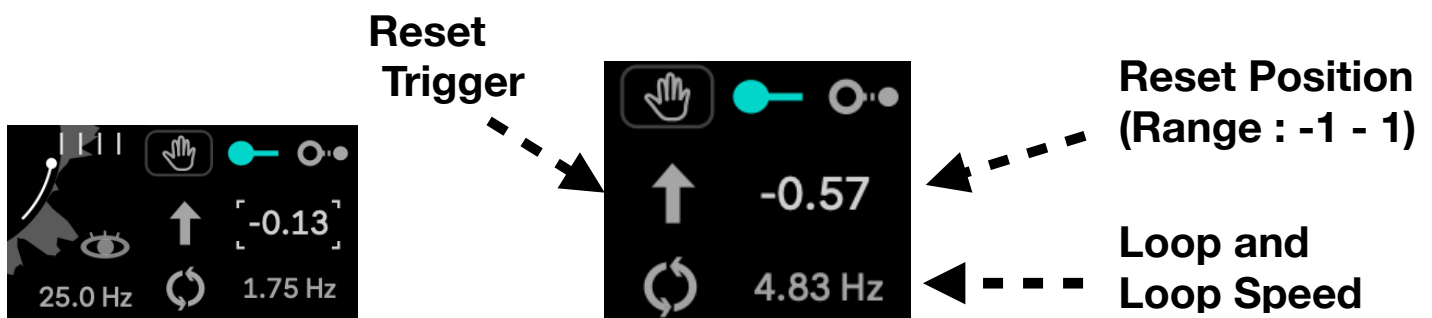 Reset
Trigger
Reset Position
(Range : -1 - 1)
-0.57
-0.13
25.0 Hz
1.75 Hz
4.83 Hz
Loop and
Loop Speed